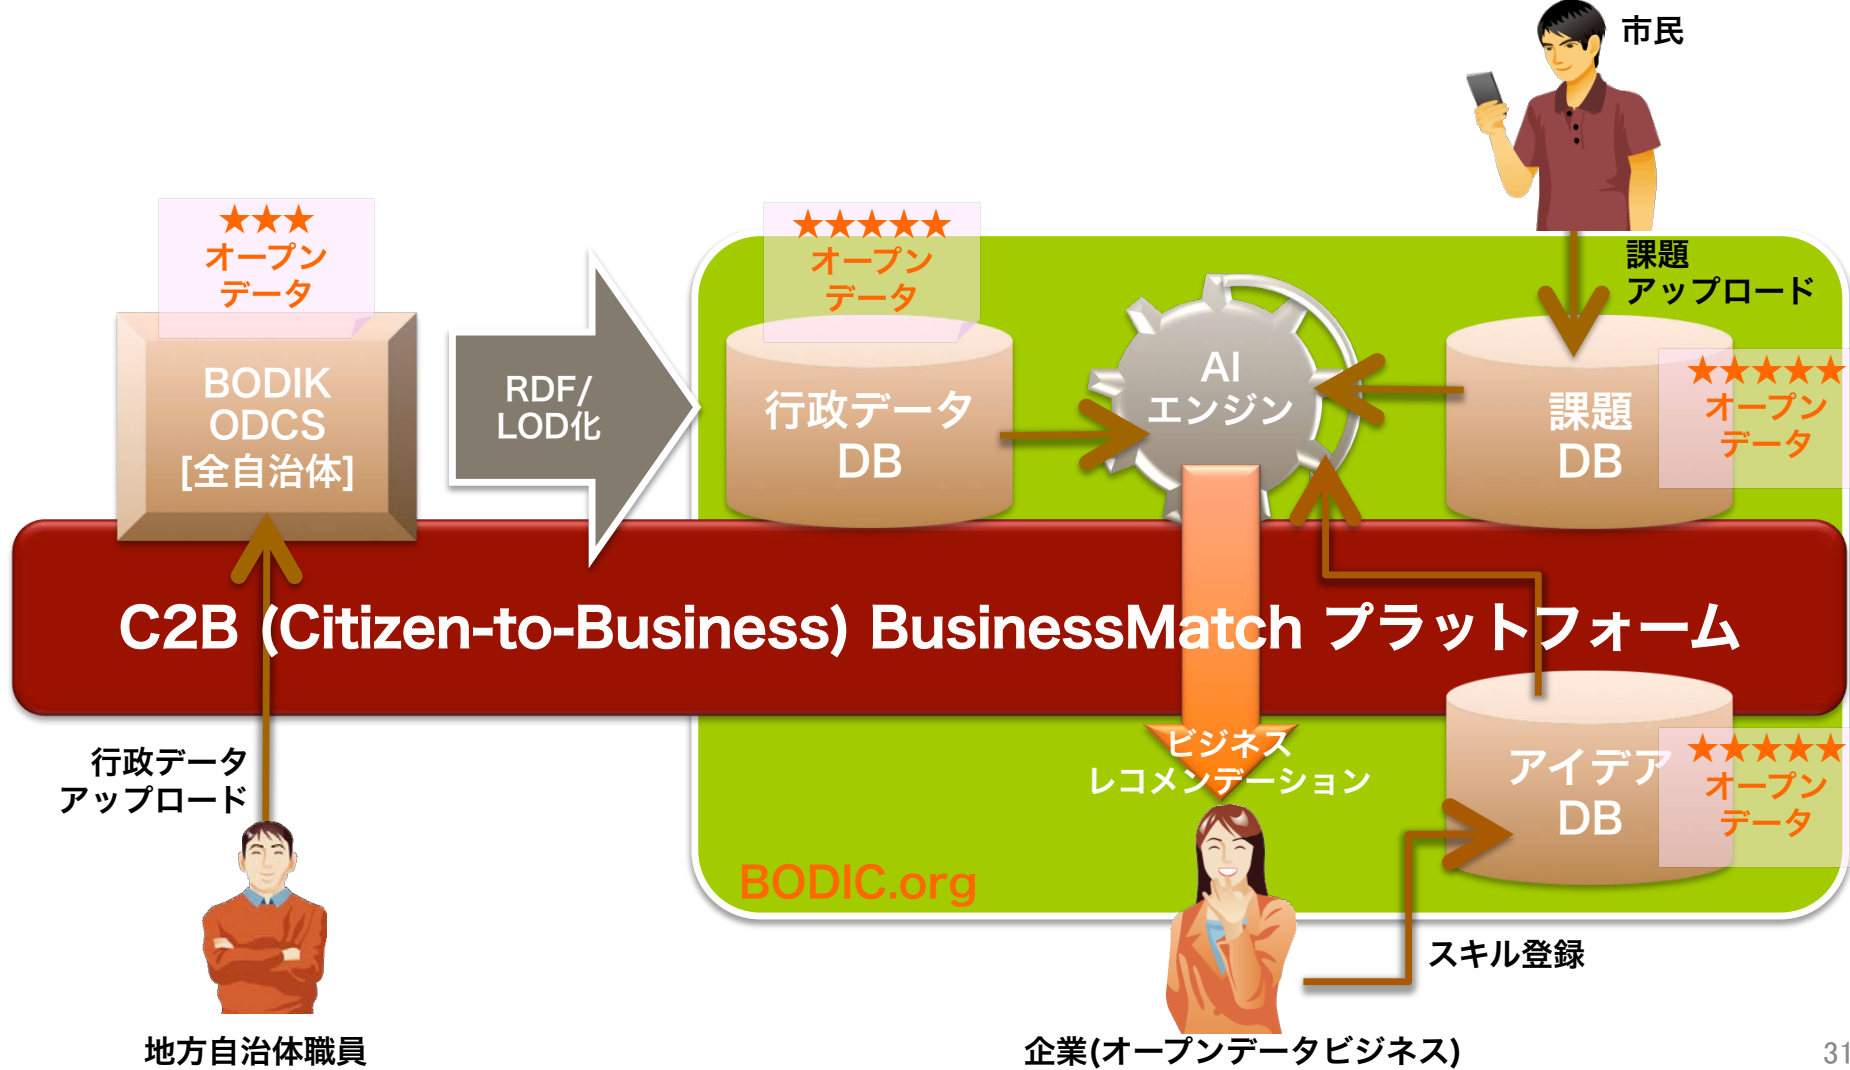 市民
★★★
オープン
データ
★★★★★
オープン
データ
課題
アップロード
BODIK
ODCS
[全自治体]
RDF/
LOD化
行政データ
DB
AI
エンジン
課題
DB
★★★★★
オープン
データ
C2B (Citizen-to-Business) BusinessMatch プラットフォーム
行政データ
アップロード
ビジネス
レコメンデーション
アイデア
DB
★★★★★
オープン
データ
BODIC.org
スキル登録
地方自治体職員
企業(オープンデータビジネス)
31